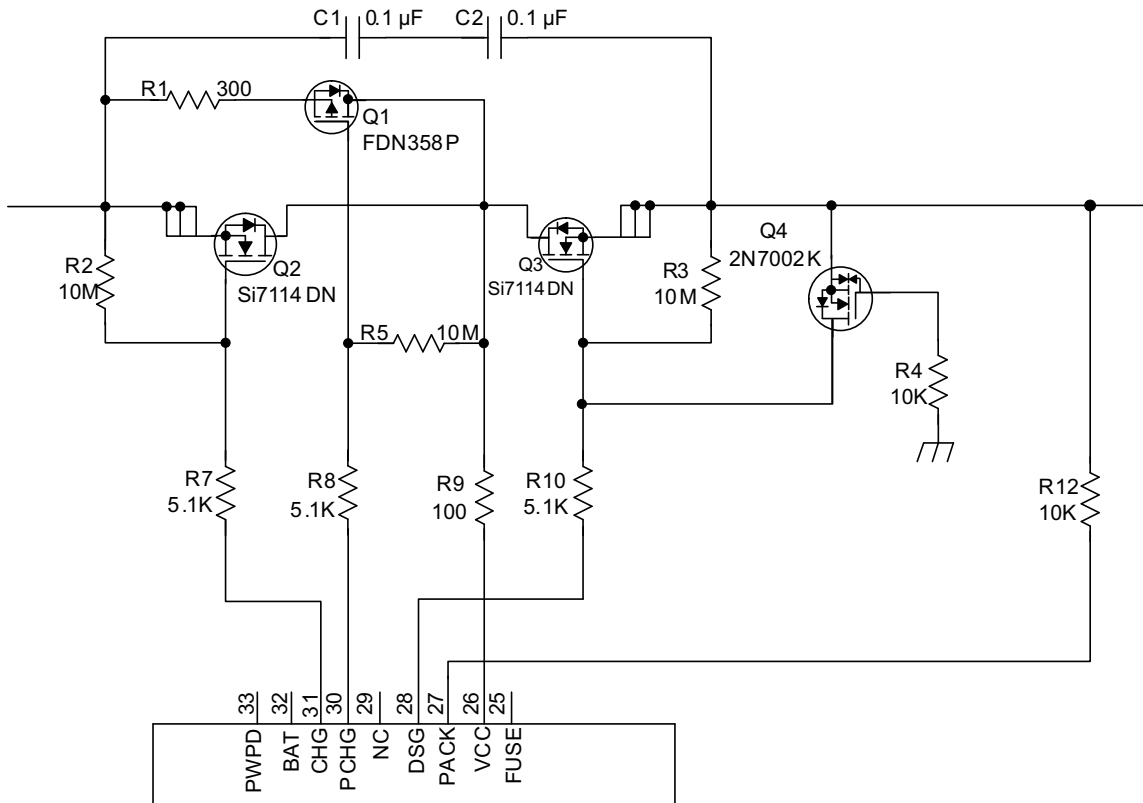 C1
0.1 µF
C2
0.1 µF
R1
300
Q1
FDN358P
Q2
Si7114DN
Q3
Si7114DN
Q4
2N7002K
R2
10M
R3
10M
R5
10M
R4
10K
R7
5.1K
R8
5.1K
R9
100
R10
5.1K
R12
10K
33
32
31
30
29
28
27
26
25
PWPD
BAT
CHG
PCHG
NC
DSG
PACK
VCC
FUSE